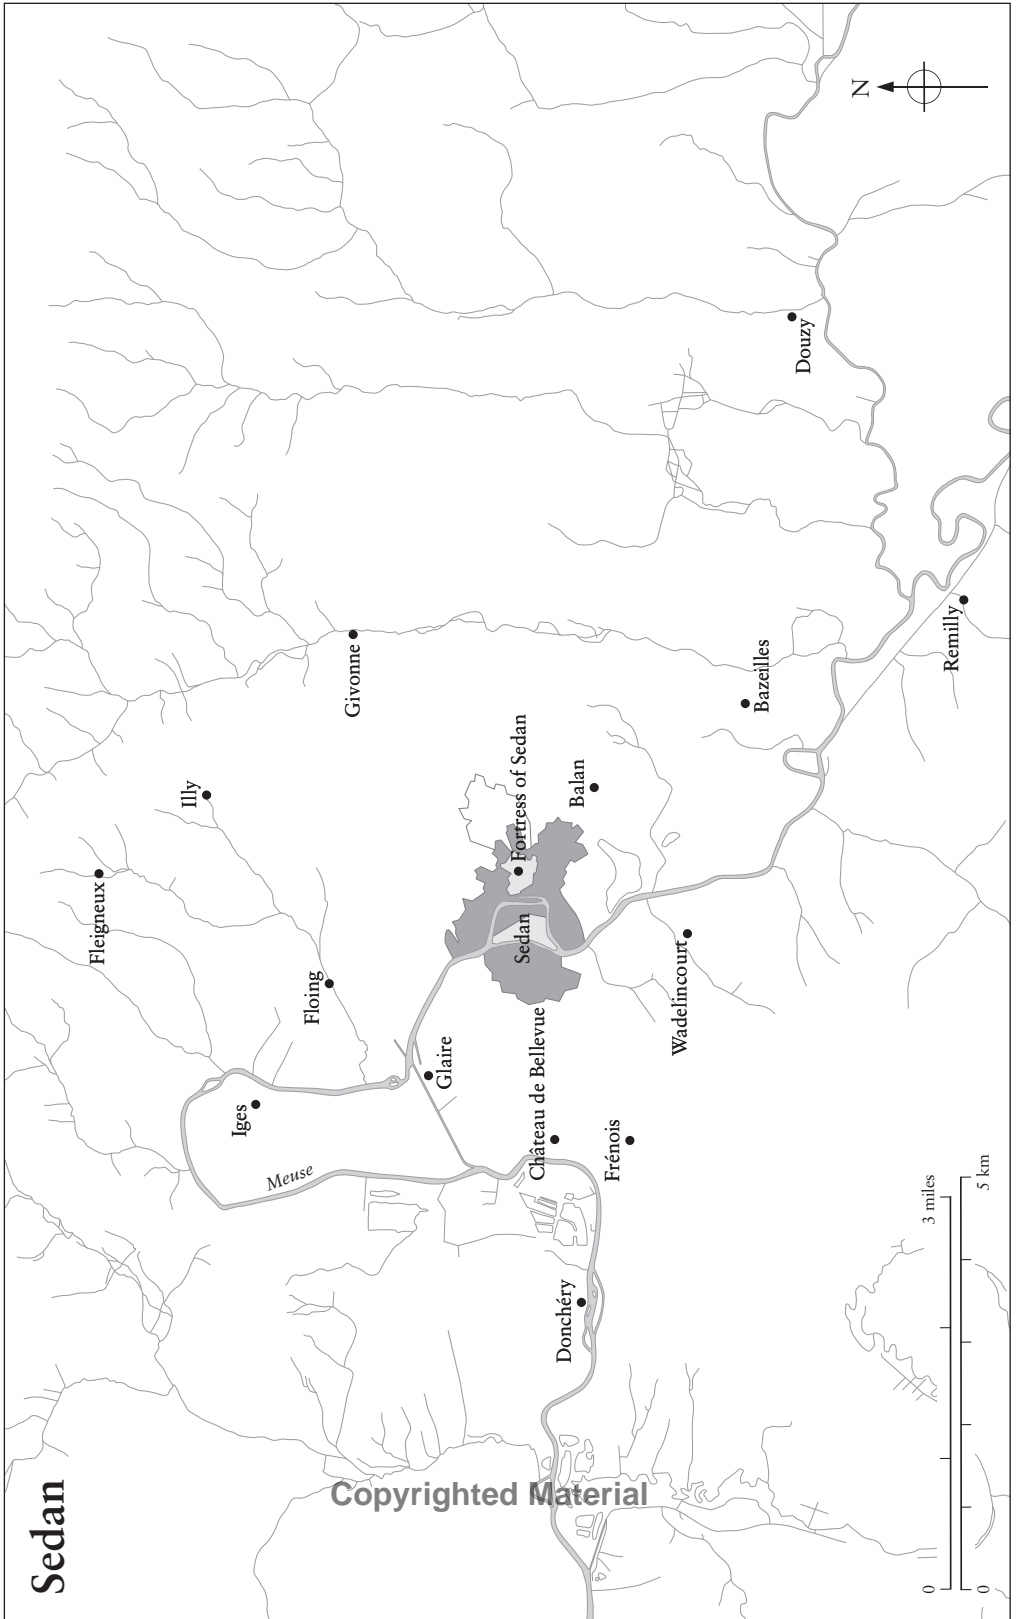 Sedan
Fleigneux
Illy
Iges
Floing
Givonne
Meuse
Glaire
Sedan
Fortress of Sedan
Château de Bellevue
Balan
Donchéry
Frénois
Wadelincourt
Bazeilles
Douzy
Remilly
N
0
3 miles
0
5 km
Copyrighted Material